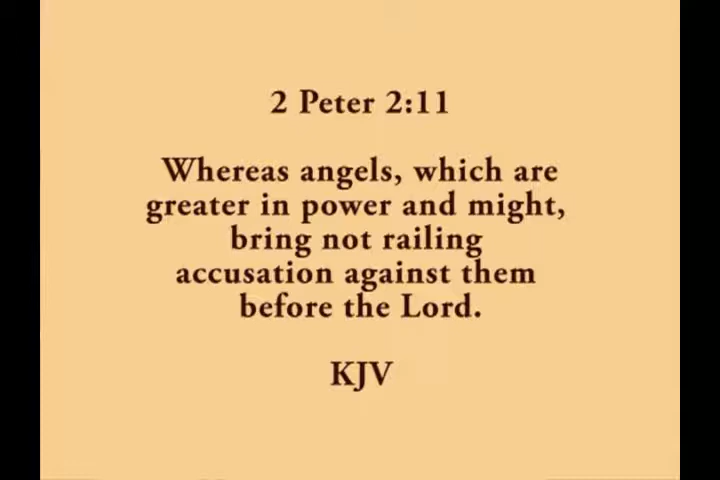 2 Peter 2:11
Whereas angels, which are
greater in power and might,
bring not railing
accusation against them
before the Lord.
KJV